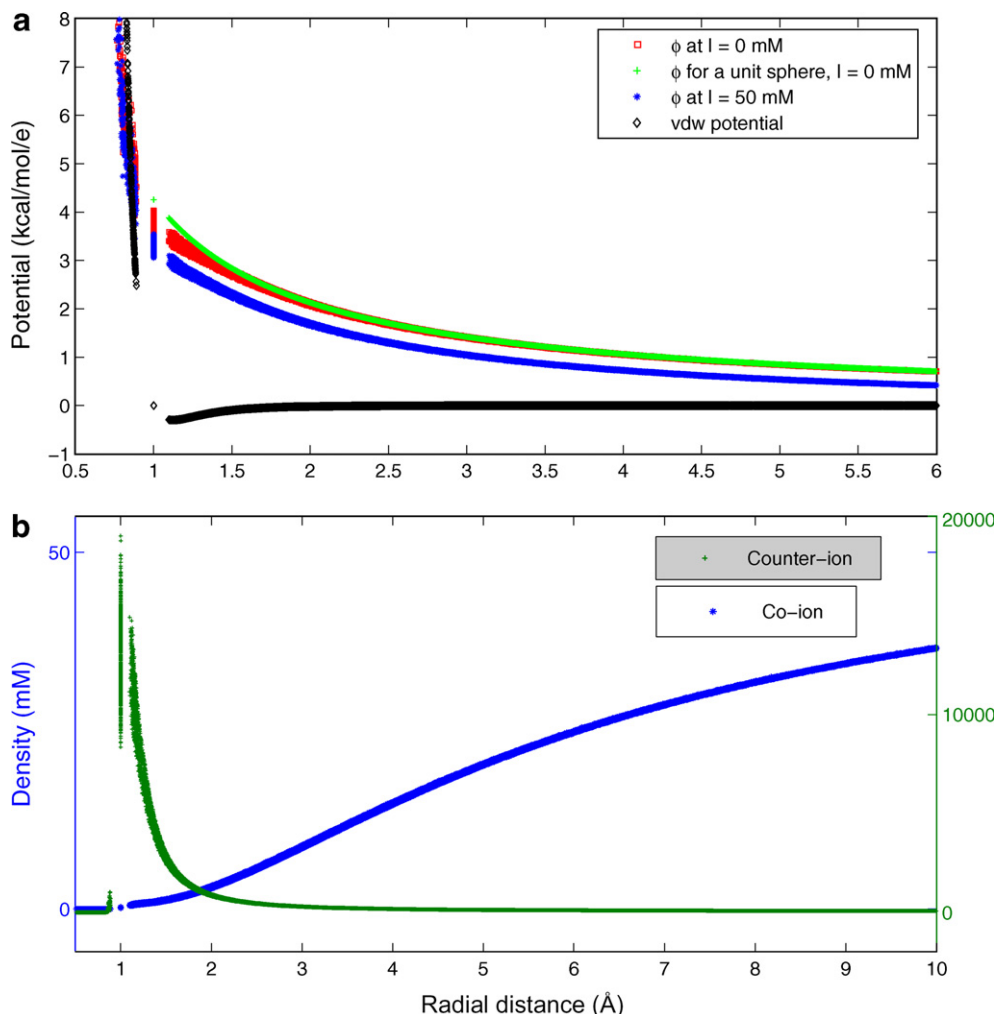 a
8
7
6
5
4
3
2
1
0
−1
Potential (kcal/mol/e)
ϕ at I = 0 mM
ϕ for a unit sphere, I = 0 mM
ϕ at I = 50 mM
vdw potential
0.5 1 1.5 2 2.5 3 3.5 4 4.5 5 5.5 6
b
50
0
Density (mM)
Counter−ion
Co−ion
20000
10000
0
1 2 3 4 5 6 7 8 9 10
Radial distance (Å)